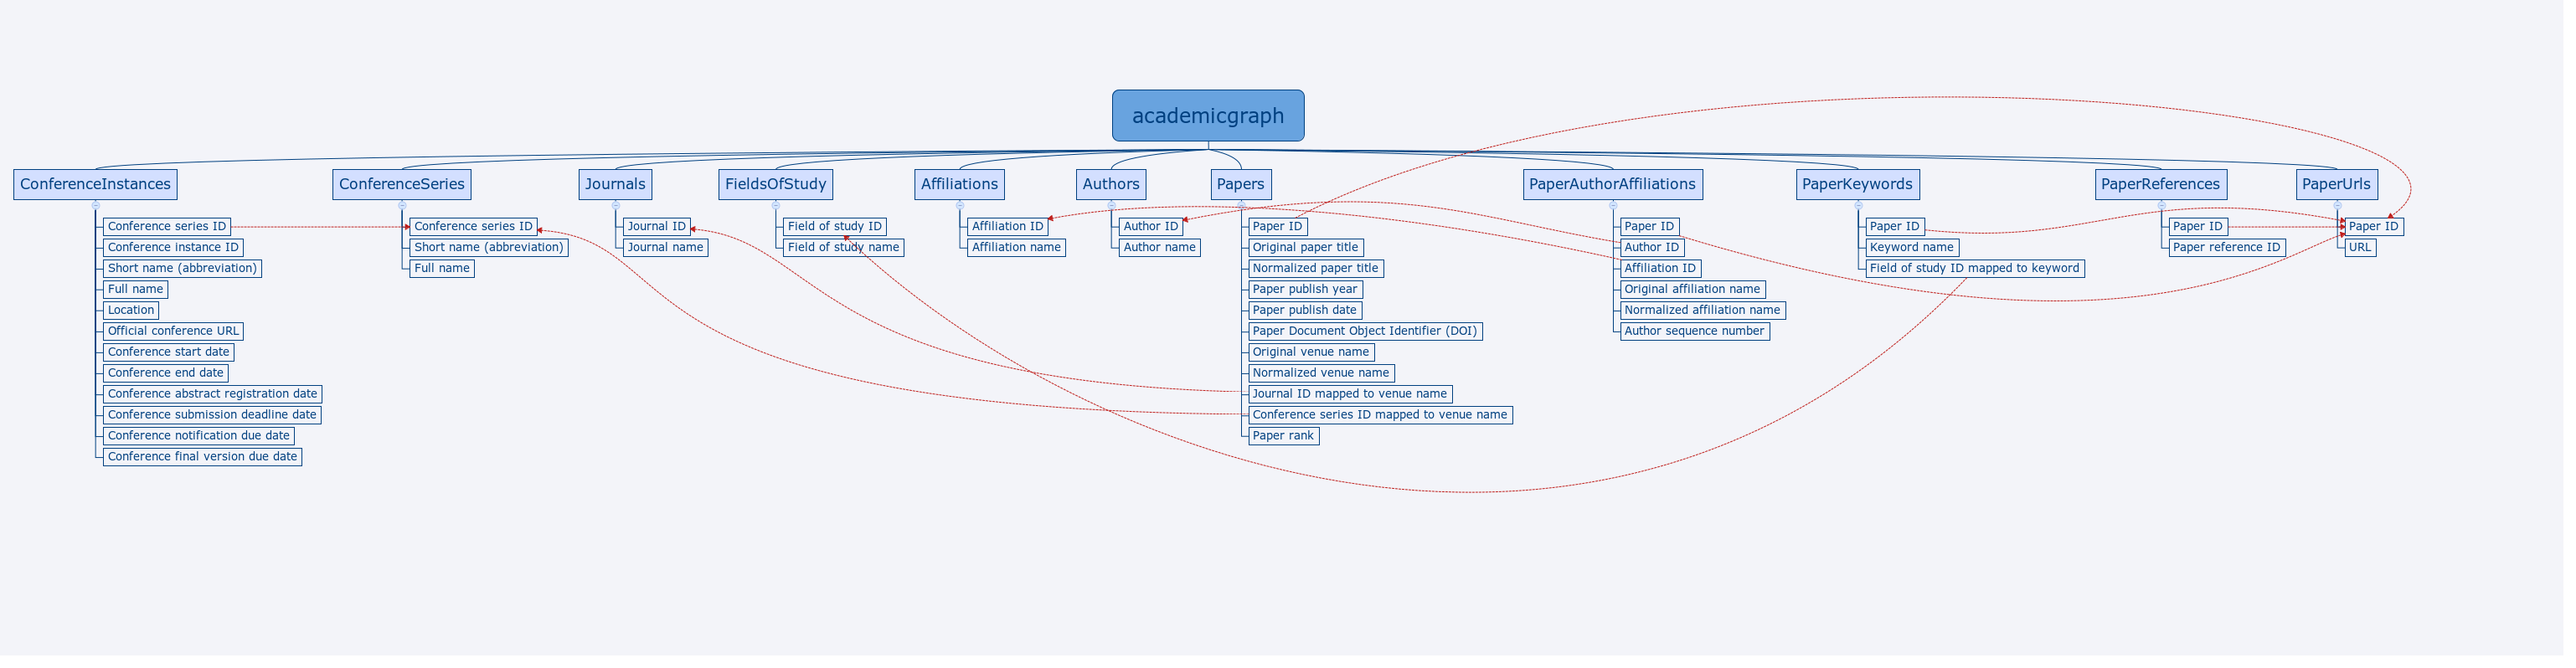 academicgraph
ConferenceInstances
Conference series ID
Conference instance ID
Short name (abbreviation)
Full name
Location
Official conference URL
Conference start date
Conference end date
Conference abstract registration date
Conference submission deadline date
Conference notification due date
Conference final version due date
ConferenceSeries
Conference series ID
Short name (abbreviation)
Full name
Journals
Journal ID
Journal name
FieldsOfStudy
Field of study ID
Field of study name
Affiliations
Affiliation ID
Affiliation name
Authors
Author ID
Author name
Papers
Paper ID
Original paper title
Normalized paper title
Paper publish year
Paper publish date
Paper Document Object Identifier (DOI)
Original venue name
Normalized venue name
Journal ID mapped to venue name
Conference series ID mapped to venue name
Paper rank
PaperAuthorAffiliations
Paper ID
Author ID
Affiliation ID
Original affiliation name
Normalized affiliation name
Author sequence number
PaperKeywords
Paper ID
Keyword name
Field of study ID mapped to keyword
PaperReferences
Paper ID
Paper reference ID
PaperUrls
Paper ID
URL